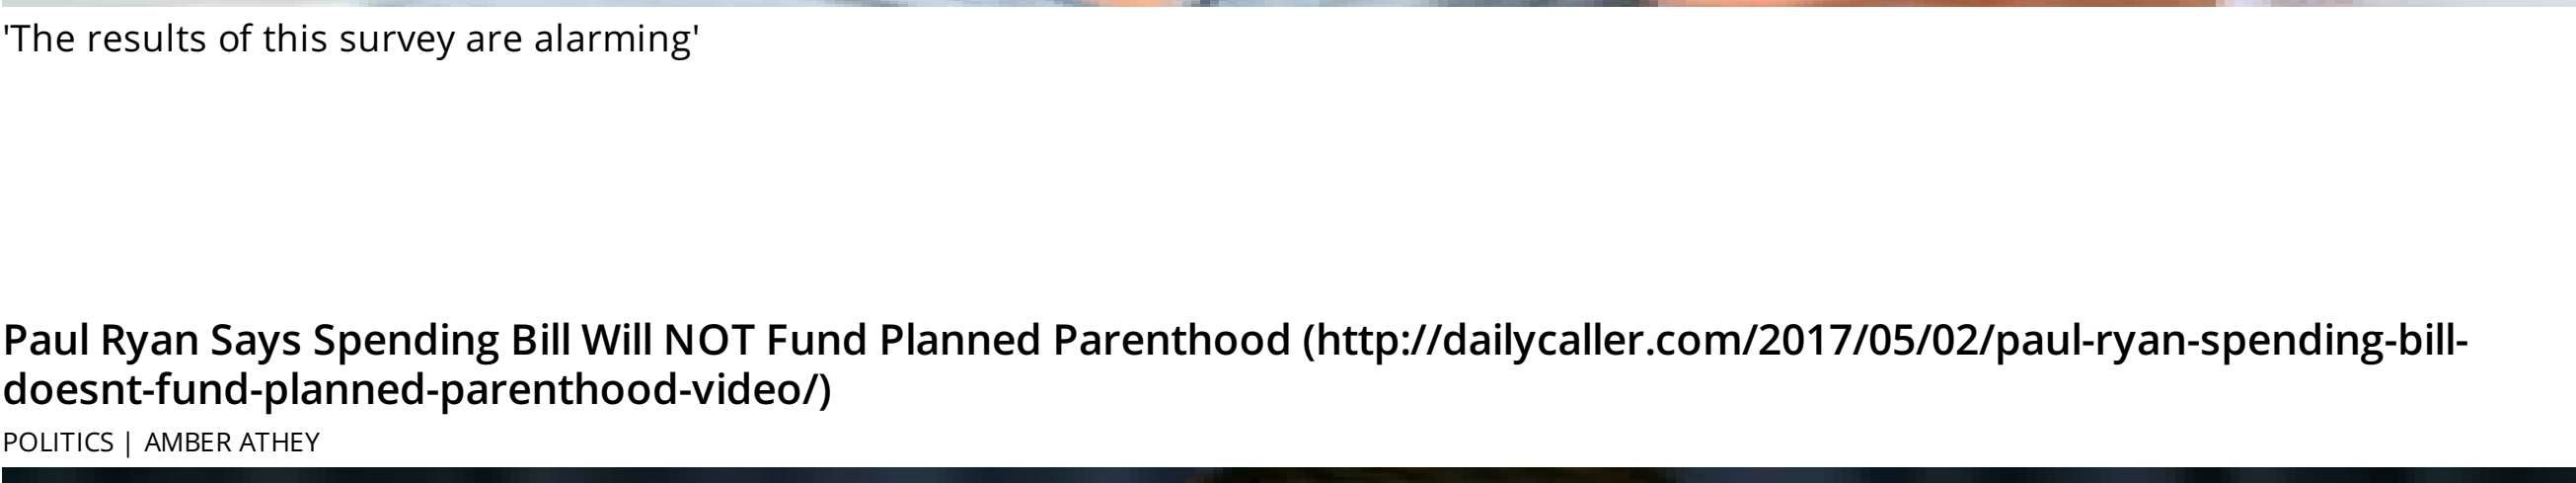 'The results of this survey are alarming'
Paul Ryan Says Spending Bill Will NOT Fund Planned Parenthood (http://dailycaller.com/2017/05/02/paul-ryan-spending-bill-
doesnt-fund-planned-parenthood-video/)
POLITICS | AMBER ATHEY